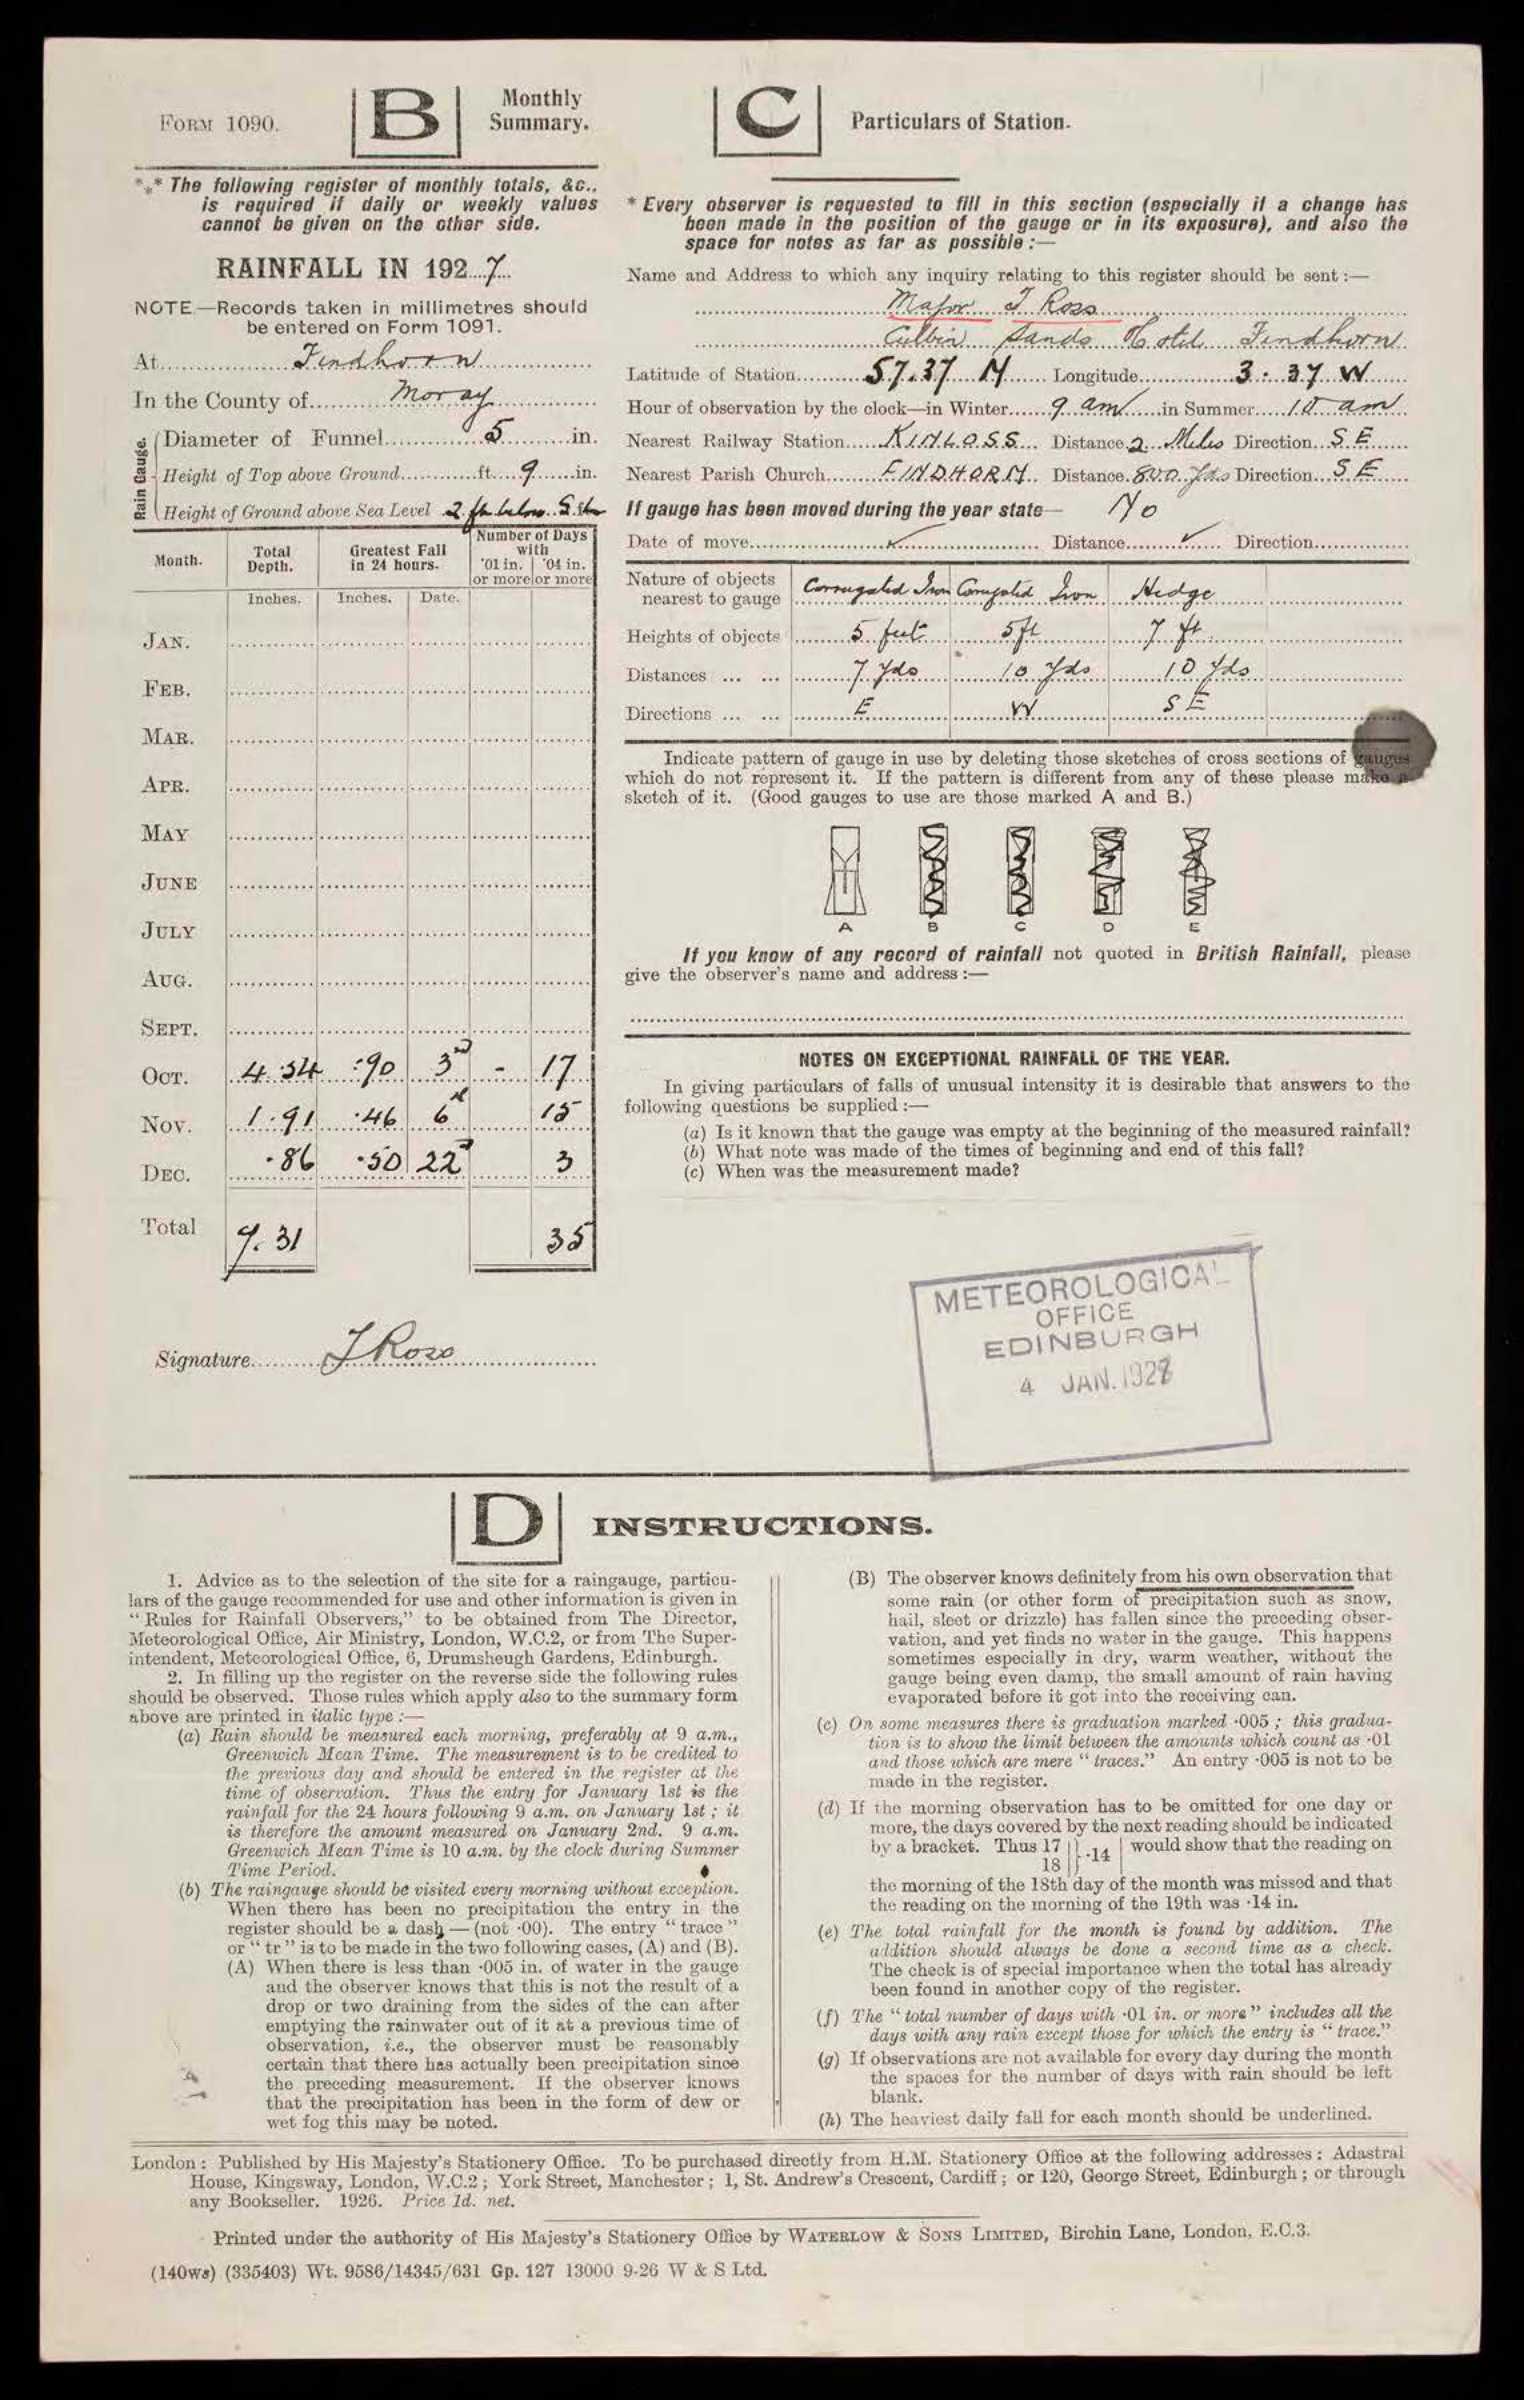 FORM 1090.
B
Monthly
Summary.
*** The following register of monthly totals, &c.,
is required if daily or weekly values
cannot be given on the other side.
RAINFALL IN 1927
NOTE—Records taken in millimetres should
be entered on Form 1091.
At Findhorn
In the County of Moray
Rain Gauge.
Diameter of Funnel 5 in.
Height of Top above Ground ft. 9 in.
Height of Ground above Sea Level 2 ft below
Month.
Total Depth.
Greatest Fall in 24 hours.
Number of Days with
·01 in. or more
·04 in. or more
Inches. Inches. Date.
JAN.
FEB.
MAR.
APR.
MAY
JUNE
JULY
AUG.
SEPT.
OCT. 4.54 .90 3rd - 17
NOV. 1.91 .46 6th 15
DEC. .86 .50 22nd 3
Total 7.31 35
Signature J Ross
C
Particulars of Station.
* Every observer is requested to fill in this section (especially if a change has
been made in the position of the gauge or in its exposure), and also the
space for notes as far as possible:—
Name and Address to which any inquiry relating to this register should be sent:—
Major J Ross
Culbin Sands Hotel Findhorn
Latitude of Station 57.37 N Longitude 3.37 W
Hour of observation by the clock—in Winter 9 am in Summer 10 am
Nearest Railway Station KINLOSS Distance 2 Miles Direction S E
Nearest Parish Church FINDHORN Distance 800 Yds Direction S E
If gauge has been moved during the year state— No
Date of move Distance Direction
Nature of objects nearest to gauge Corrugated Iron Corrugated Iron Hedge
Heights of objects 5 feet 5 ft 7 ft
Distances ... ... 7 Yds 10 Yds 10 Yds
Directions ... ... E W S E
Indicate pattern of gauge in use by deleting those sketches of cross sections of gauges
which do not represent it. If the pattern is different from any of these please make a
sketch of it. (Good gauges to use are those marked A and B.)
A B C D E
If you know of any record of rainfall not quoted in British Rainfall, please
give the observer's name and address:—
NOTES ON EXCEPTIONAL RAINFALL OF THE YEAR.
In giving particulars of falls of unusual intensity it is desirable that answers to the
following questions be supplied:—
(a) Is it known that the gauge was empty at the beginning of the measured rainfall?
(b) What note was made of the times of beginning and end of this fall?
(c) When was the measurement made?
METEOROLOGICAL
OFFICE
EDINBURGH
4 JAN. 1928
D
INSTRUCTIONS.
1. Advice as to the selection of the site for a raingauge, particu-
lars of the gauge recommended for use and other information is given in
"Rules for Rainfall Observers," to be obtained from The Director,
Meteorological Office, Air Ministry, London, W.C.2, or from The Super-
intendent, Meteorological Office, 6, Drumsheugh Gardens, Edinburgh.
2. In filling up the register on the reverse side the following rules
should be observed. Those rules which apply also to the summary form
above are printed in italic type:—
(a) Rain should be measured each morning, preferably at 9 a.m.,
Greenwich Mean Time. The measurement is to be credited to
the previous day and should be entered in the register at the
time of observation. Thus the entry for January 1st is the
rainfall for the 24 hours following 9 a.m. on January 1st; it
is therefore the amount measured on January 2nd. 9 a.m.
Greenwich Mean Time is 10 a.m. by the clock during Summer
Time Period.
(b) The raingauge should be visited every morning without exception.
When there has been no precipitation the entry in the
register should be a dash — (not ·00). The entry "trace"
or "tr" is to be made in the two following cases, (A) and (B).
(A) When there is less than ·005 in. of water in the gauge
and the observer knows that this is not the result of a
drop or two draining from the sides of the can after
emptying the rainwater out of it at a previous time of
observation, i.e., the observer must be reasonably
certain that there has actually been precipitation since
the preceding measurement. If the observer knows
that the precipitation has been in the form of dew or
wet fog this may be noted.
(B) The observer knows definitely from his own observation that
some rain (or other form of precipitation such as snow,
hail, sleet or drizzle) has fallen since the preceding obser-
vation, and yet finds no water in the gauge. This happens
sometimes especially in dry, warm weather, without the
gauge being even damp, the small amount of rain having
evaporated before it got into the receiving can.
(c) On some measures there is graduation marked ·005; this gradua-
tion is to show the limit between the amounts which count as ·01
and those which are mere "traces." An entry ·005 is not to be
made in the register.
(d) If the morning observation has to be omitted for one day or
more, the days covered by the next reading should be indicated
by a bracket. Thus 17 18 } ·14 would show that the reading on
the morning of the 18th day of the month was missed and that
the reading on the morning of the 19th was ·14 in.
(e) The total rainfall for the month is found by addition. The
addition should always be done a second time as a check.
The check is of special importance when the total has already
been found in another copy of the register.
(f) The "total number of days with ·01 in. or more" includes all the
days with any rain except those for which the entry is "trace."
(g) If observations are not available for every day during the month
the spaces for the number of days with rain should be left
blank.
(h) The heaviest daily fall for each month should be underlined.
London: Published by His Majesty's Stationery Office. To be purchased directly from H.M. Stationery Office at the following addresses: Adastral
House, Kingsway, London, W.C.2; York Street, Manchester; 1, St. Andrew's Crescent, Cardiff; or 120, George Street, Edinburgh; or through
any Bookseller. 1926. Price 1d. net.
Printed under the authority of His Majesty's Stationery Office by WATERLOW & SONS LIMITED, Birchin Lane, London, E.C.3.
(140ws) (335403) Wt. 9586/14345/631 Gp. 127 13000 9-26 W & S Ltd.